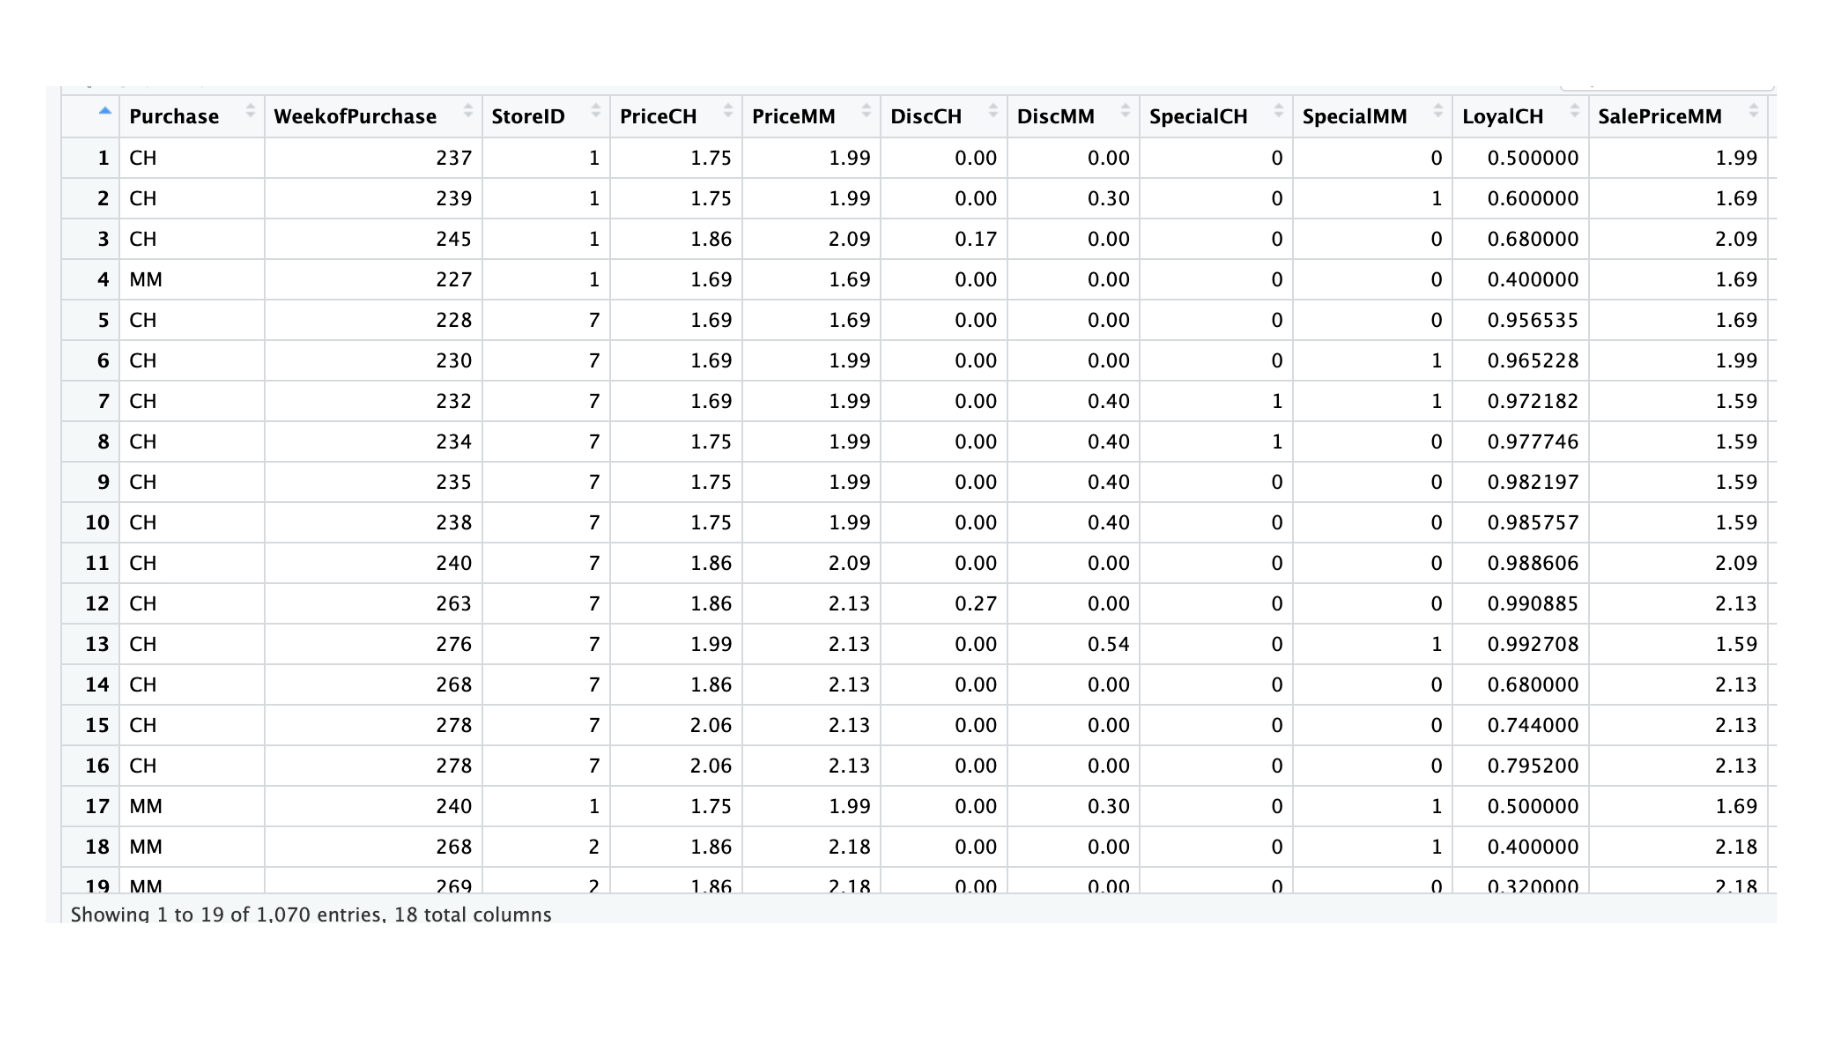 Purchase WeekofPurchase StoreID PriceCH PriceMM DiscCH DiscMM SpecialCH SpecialMM LoyalCH SalePriceMM
1 CH 237 1 1.75 1.99 0.00 0.00 0 0 0.500000 1.99
2 CH 239 1 1.75 1.99 0.00 0.30 0 1 0.600000 1.69
3 CH 245 1 1.86 2.09 0.17 0.00 0 0 0.680000 2.09
4 MM 227 1 1.69 1.69 0.00 0.00 0 0 0.400000 1.69
5 CH 228 7 1.69 1.69 0.00 0.00 0 0 0.956535 1.69
6 CH 230 7 1.69 1.99 0.00 0.00 0 1 0.965228 1.99
7 CH 232 7 1.69 1.99 0.00 0.40 1 1 0.972182 1.59
8 CH 234 7 1.75 1.99 0.00 0.40 1 0 0.977746 1.59
9 CH 235 7 1.75 1.99 0.00 0.40 0 0 0.982197 1.59
10 CH 238 7 1.75 1.99 0.00 0.40 0 0 0.985757 1.59
11 CH 240 7 1.86 2.09 0.00 0.00 0 0 0.988606 2.09
12 CH 263 7 1.86 2.13 0.27 0.00 0 0 0.990885 2.13
13 CH 276 7 1.99 2.13 0.00 0.54 0 1 0.992708 1.59
14 CH 268 7 1.86 2.13 0.00 0.00 0 0 0.680000 2.13
15 CH 278 7 2.06 2.13 0.00 0.00 0 0 0.744000 2.13
16 CH 278 7 2.06 2.13 0.00 0.00 0 0 0.795200 2.13
17 MM 240 1 1.75 1.99 0.00 0.30 0 1 0.500000 1.69
18 MM 268 2 1.86 2.18 0.00 0.00 0 1 0.400000 2.18
19 MM 269 2 1.86 2.18 0.00 0.00 0 0 0.320000 2.18
Showing 1 to 19 of 1,070 entries, 18 total columns